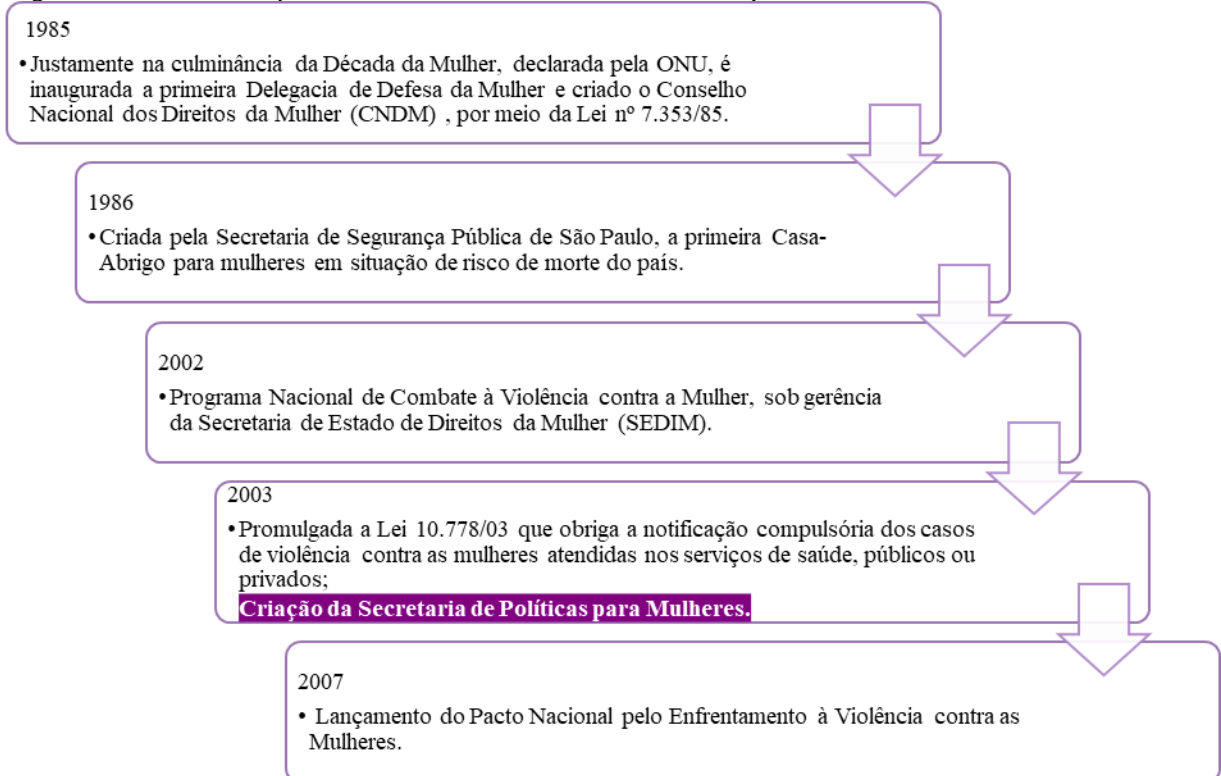 1985
• Justamente na culminância da Década da Mulher, declarada pela ONU, é
inaugurada a primeira Delegacia de Defesa da Mulher e criado o Conselho
Nacional dos Direitos da Mulher (CNDM) , por meio da Lei nº 7.353/85.
1986
• Criada pela Secretaria de Segurança Pública de São Paulo, a primeira Casa-
Abrigo para mulheres em situação de risco de morte do país.
2002
• Programa Nacional de Combate à Violência contra a Mulher, sob gerência
da Secretaria de Estado de Direitos da Mulher (SEDIM).
2003
• Promulgada a Lei 10.778/03 que obriga a notificação compulsória dos casos
de violência contra as mulheres atendidas nos serviços de saúde, públicos ou
privados;
Criação da Secretaria de Políticas para Mulheres.
2007
• Lançamento do Pacto Nacional pelo Enfrentamento à Violência contra as
Mulheres.